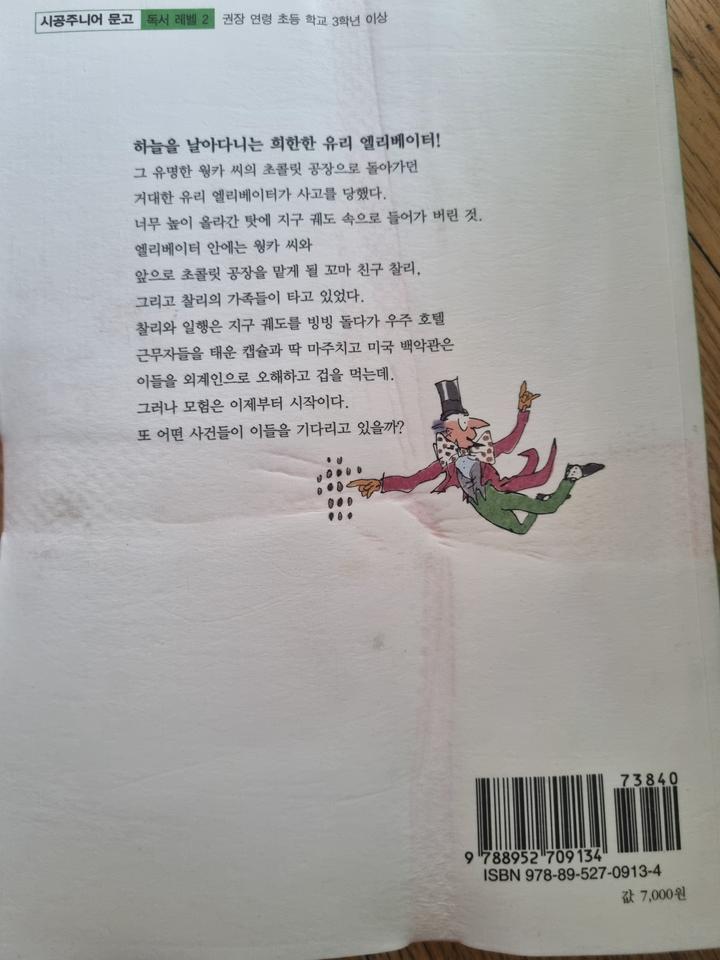 시공주니어 문고 독서 레벨 2 권장 연령 초등 학교 3학년 이상
하늘을 날아다니는 희한한 유리 엘리베이터!
그 유명한 웡카 씨의 초콜릿 공장으로 돌아가던
거대한 유리 엘리베이터가 사고를 당했다.
너무 높이 올라간 탓에 지구 궤도 속으로 들어가 버린 것.
엘리베이터 안에는 웡카 씨와
앞으로 초콜릿 공장을 맡게 될 꼬마 친구 찰리,
그리고 찰리의 가족들이 타고 있었다.
찰리와 일행은 지구 궤도를 빙빙 돌다가 우주 호텔
근무자들을 태운 캡슐과 딱 마주치고 미국 백악관은
이들을 외계인으로 오해하고 겁을 먹는데.
그러나 모험은 이제부터 시작이다.
또 어떤 사건들이 이들을 기다리고 있을까?
73840
9 788952 709134
ISBN 978-89-527-0913-4
값 7,000원